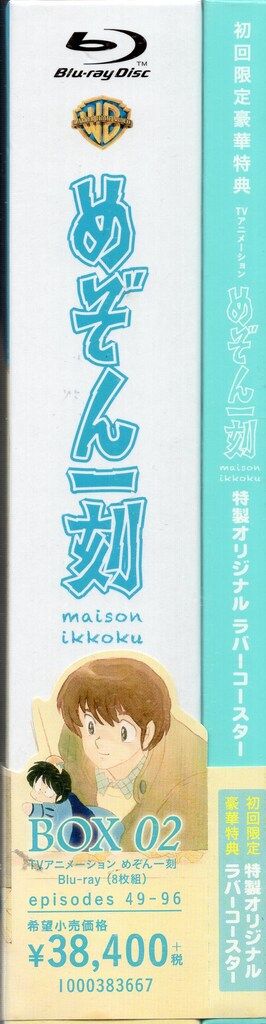 Blu-ray Disc
TM
WB
めぞん一刻
maison
ikkoku
BOX 02
TVアニメーション めぞん一刻
Blu-ray (8枚組)
episodes 49-96
希望小売価格
¥38,400+税
1000383667
初回限定豪華特典
TVアニメーション
めぞん一刻
maison
ikkoku
特製オリジナル ラバーコースター
初回限定
豪華特典
特製オリジナル
ラバーコースター